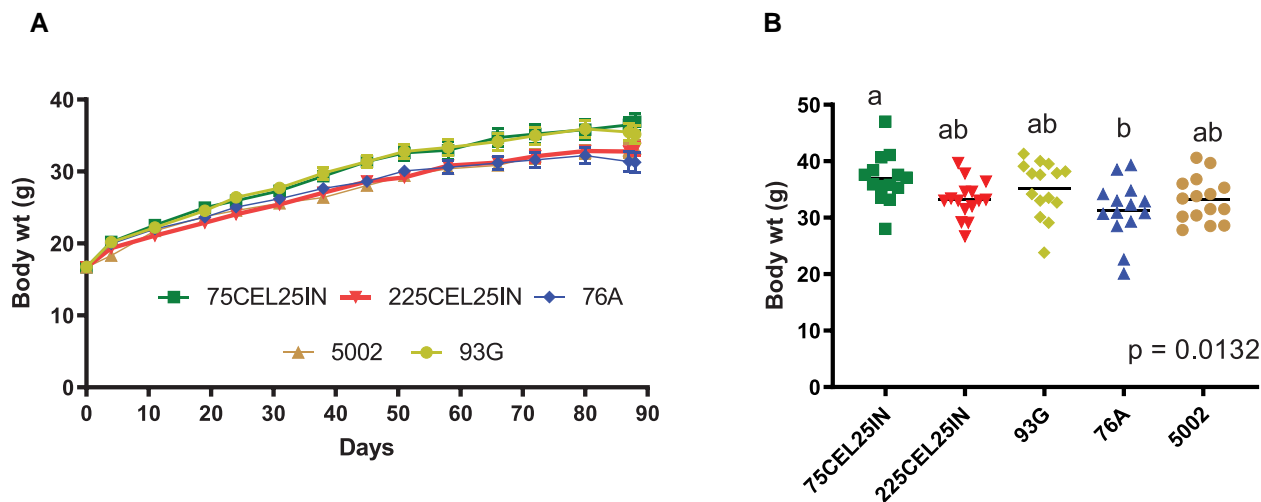 A
B
40
30
20
10
0
0 10 20 30 40 50 60 70 80 90
Body wt (g)
Days
75CEL25IN 225CEL25IN 76A
5002 93G
50
40
30
20
10
0
Body wt (g)
a ab ab b ab
p = 0.0132
75CEL25IN 225CEL25IN 93G 76A 5002